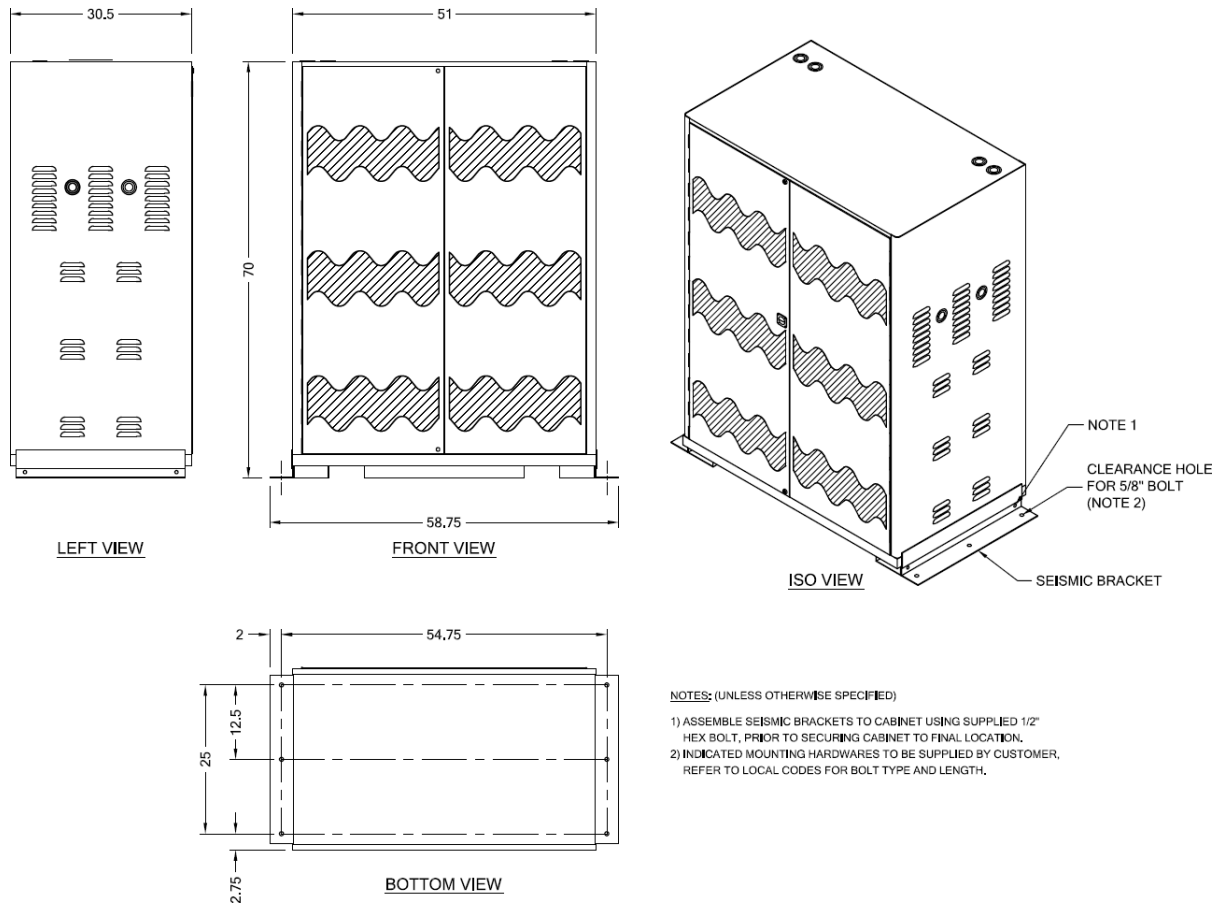 30.5
51
70
58.75
LEFT VIEW
FRONT VIEW
NOTE 1
CLEARANCE HOLE
FOR 5/8" BOLT
(NOTE 2)
SEISMIC BRACKET
ISO VIEW
2
54.75
12.5
25
2.75
BOTTOM VIEW
NOTES: (UNLESS OTHERWISE SPECIFIED)
1) ASSEMBLE SEISMIC BRACKETS TO CABINET USING SUPPLIED 1/2"
HEX BOLT, PRIOR TO SECURING CABINET TO FINAL LOCATION.
2) INDICATED MOUNTING HARDWARES TO BE SUPPLIED BY CUSTOMER,
REFER TO LOCAL CODES FOR BOLT TYPE AND LENGTH.